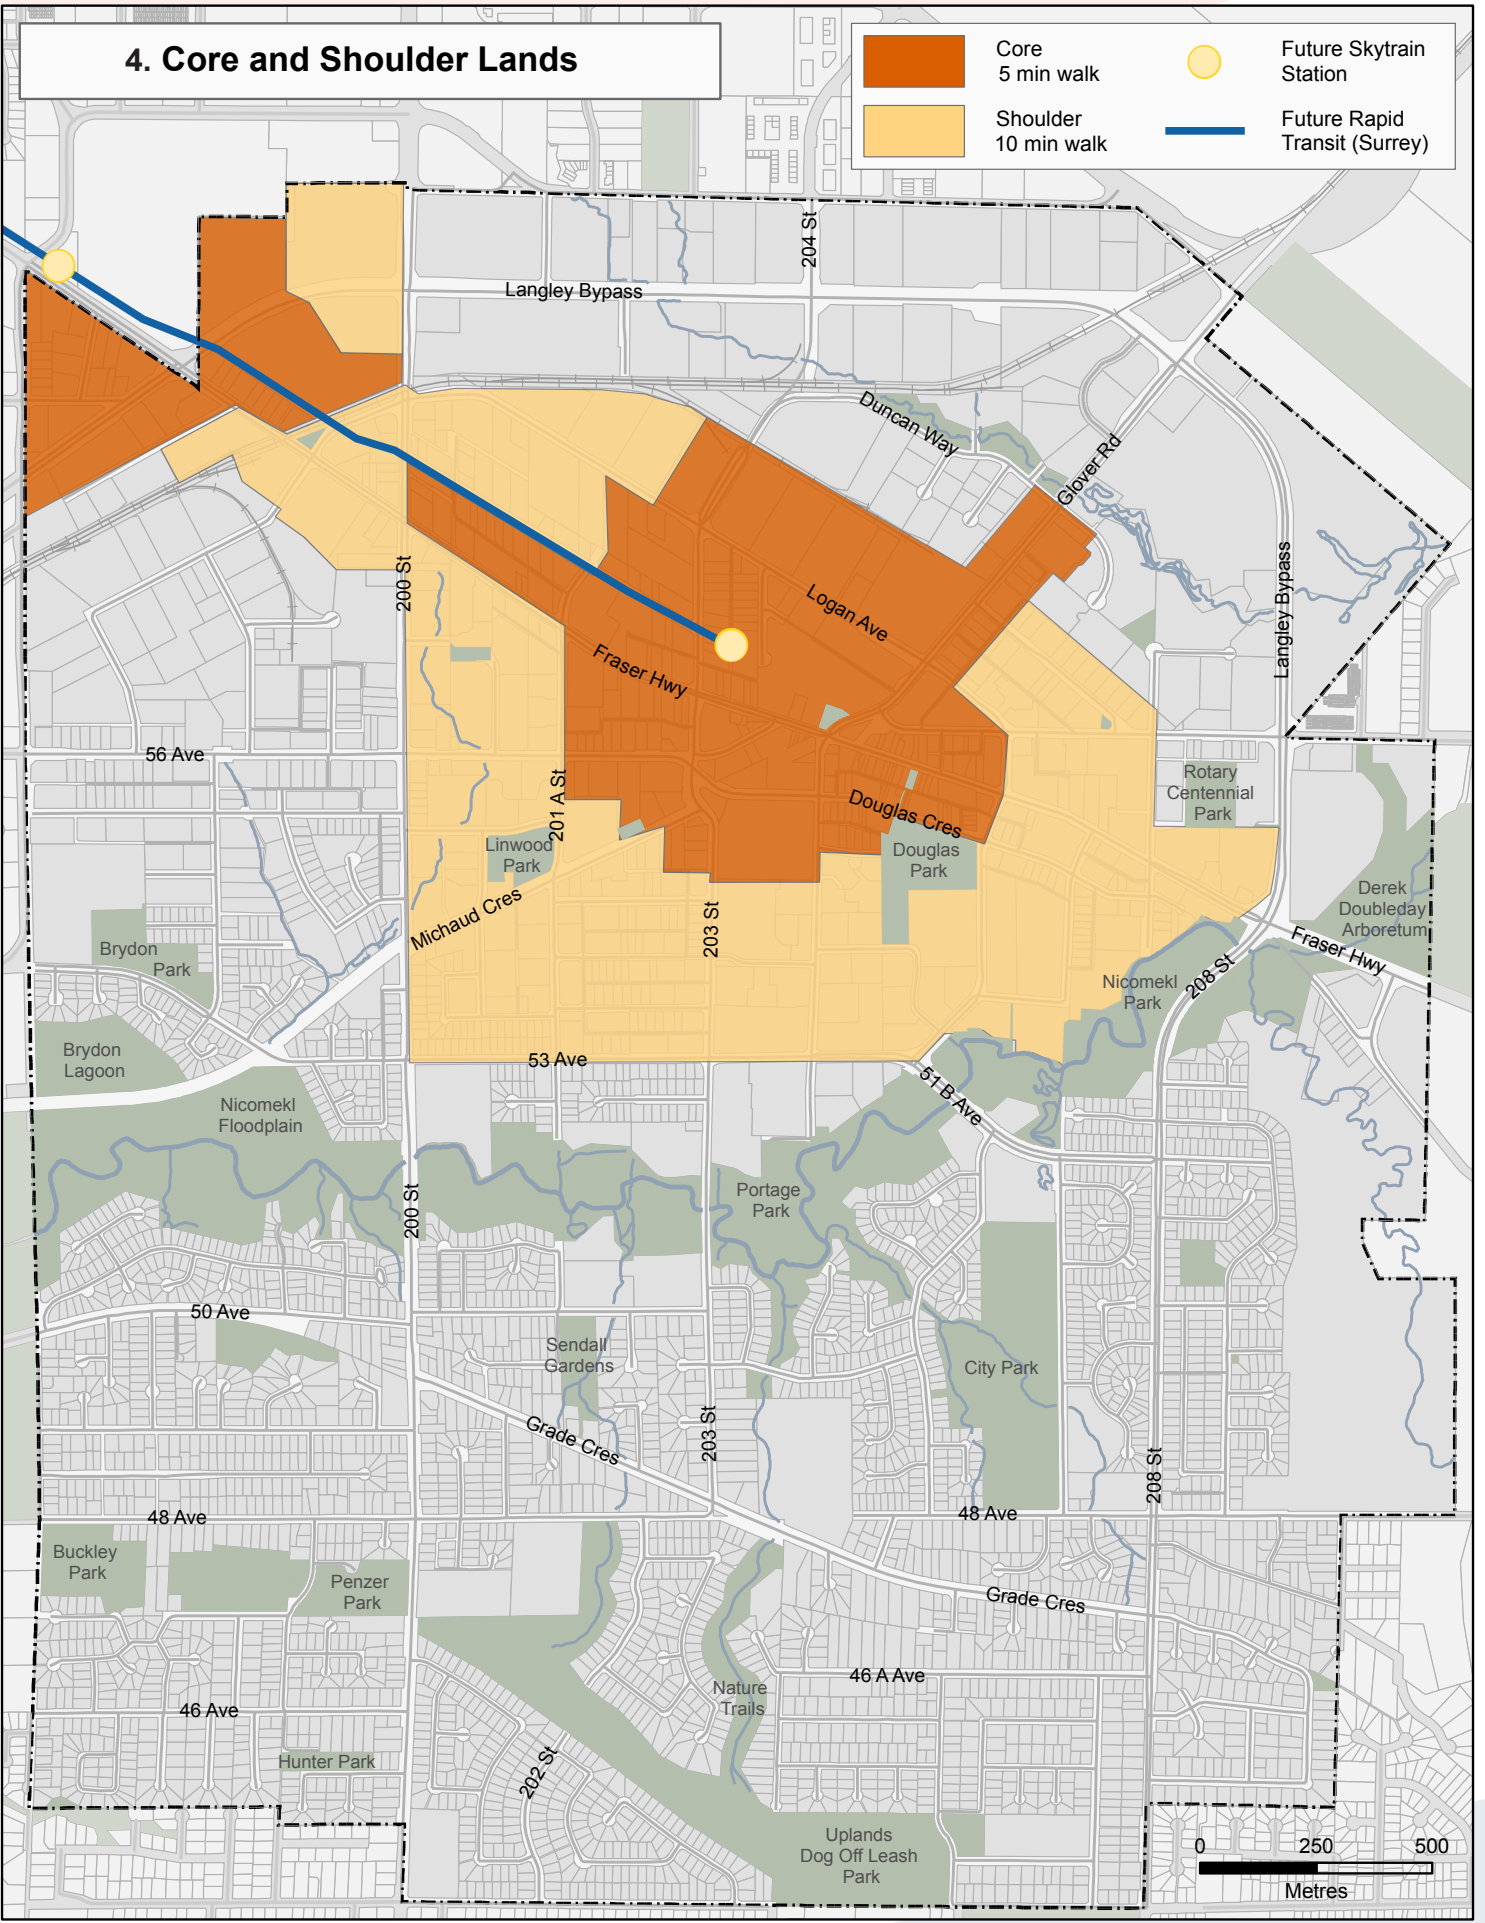 4. Core and Shoulder Lands
Core
5 min walk
Shoulder
10 min walk
Future Skytrain
Station
Future Rapid
Transit (Surrey)
204 St
Langley Bypass
Duncan Way
Glover Rd
Langley Bypass
200 St
Logan Ave
Fraser Hwy
56 Ave
201 A St
Douglas Cres
Rotary
Centennial
Park
Linwood
Park
Douglas
Park
Michaud Cres
203 St
Derek
Doubleday
Arboretum
Fraser Hwy
Brydon
Park
Nicomekl
Park
208 St
Brydon
Lagoon
53 Ave
51 B Ave
Nicomekl
Floodplain
200 St
Portage
Park
50 Ave
Sendall
Gardens
City Park
Grade Cres
203 St
208 St
48 Ave
48 Ave
Buckley
Park
Penzer
Park
Grade Cres
46 A Ave
Nature
Trails
46 Ave
Hunter Park
202 St
Uplands
Dog Off Leash
Park
0 250 500
Metres